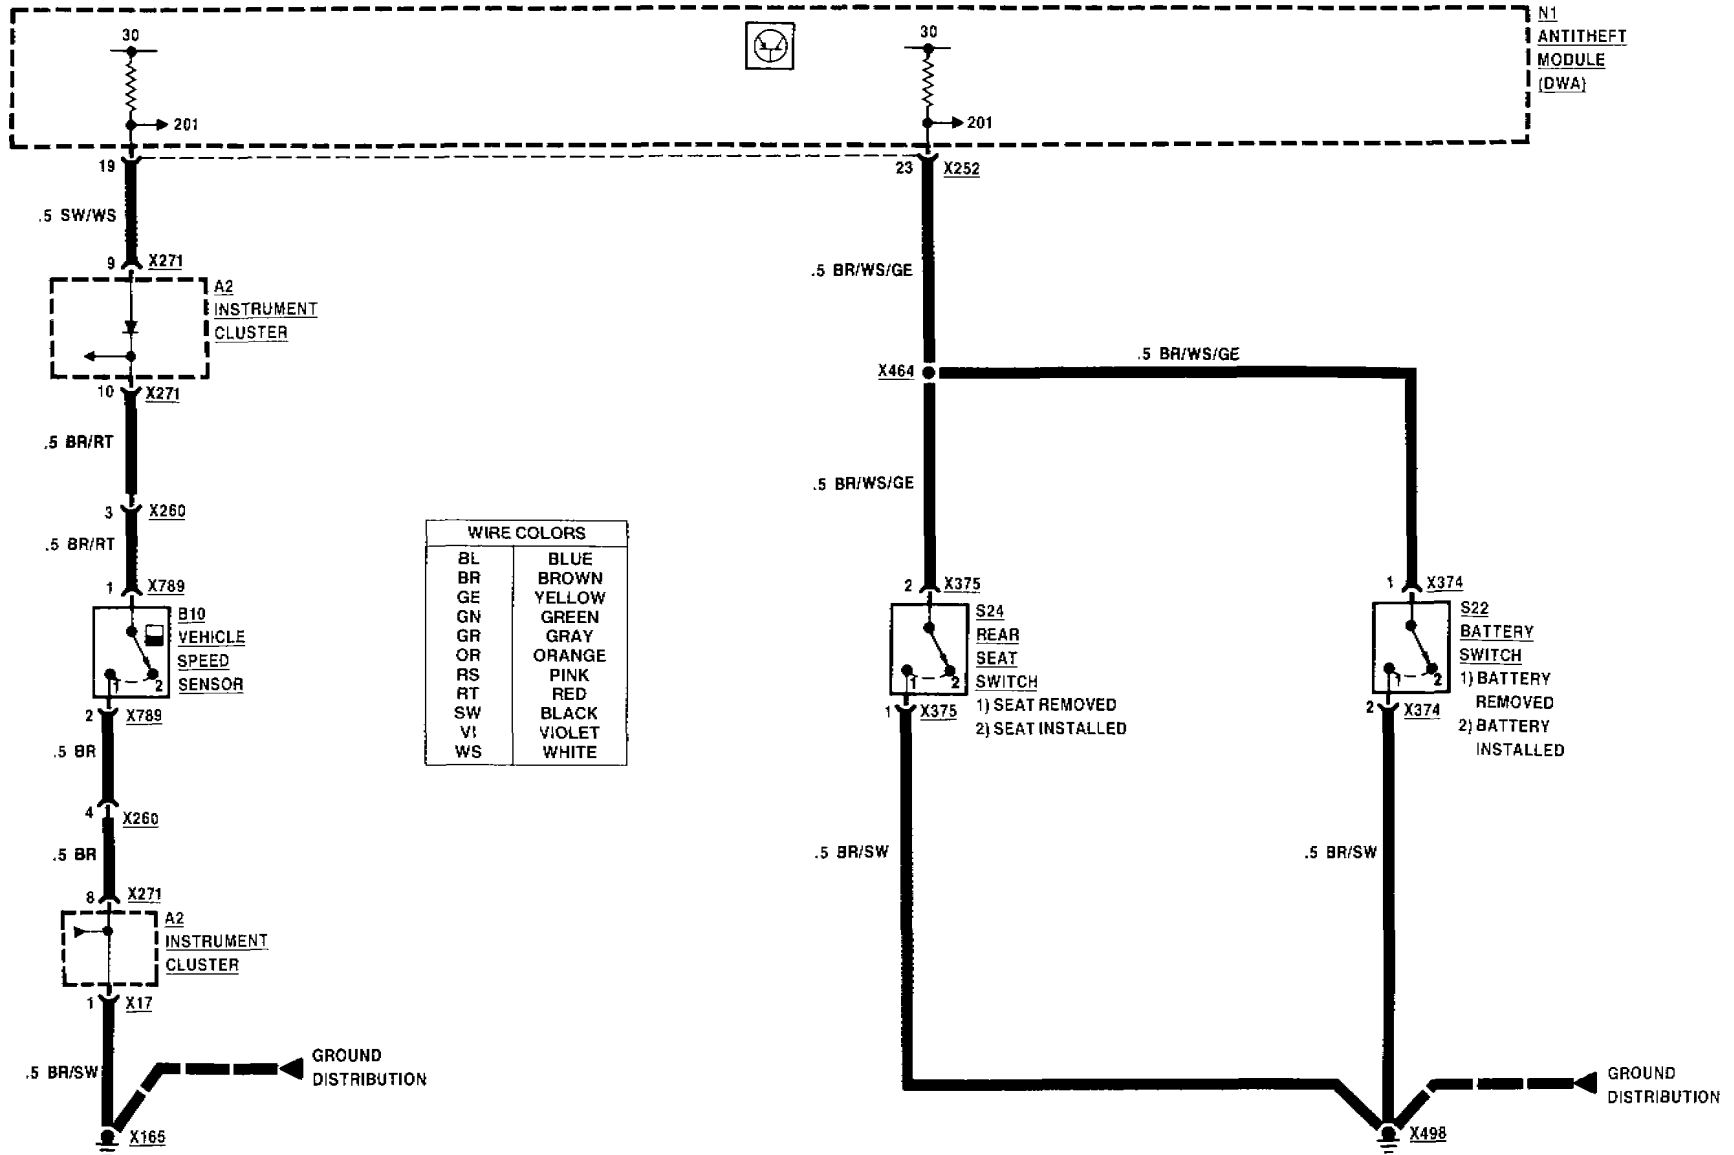 N1
ANTITHEFT
MODULE
(DWA)
30
201
30
201
19
23 X252
.5 SW/WS
9 X271
A2
INSTRUMENT
CLUSTER
10 X271
.5 BR/RT
3 X260
.5 BR/RT
1 X789
B10
VEHICLE
SPEED
SENSOR
1 2
2 X789
.5 BR
4 X260
.5 BR
8 X271
A2
INSTRUMENT
CLUSTER
1 X17
.5 BR/SW
GROUND
DISTRIBUTION
X165
WIRE COLORS
BL BLUE
BR BROWN
GE YELLOW
GN GREEN
GR GRAY
OR ORANGE
RS PINK
RT RED
SW BLACK
VI VIOLET
WS WHITE
.5 BR/WS/GE
X464
.5 BR/WS/GE
.5 BR/WS/GE
2 X375
S24
REAR
SEAT
SWITCH
1) SEAT REMOVED
2) SEAT INSTALLED
1 2
1 X375
.5 BR/SW
1 X374
S22
BATTERY
SWITCH
1) BATTERY
REMOVED
2) BATTERY
INSTALLED
1 2
2 X374
.5 BR/SW
GROUND
DISTRIBUTION
X498